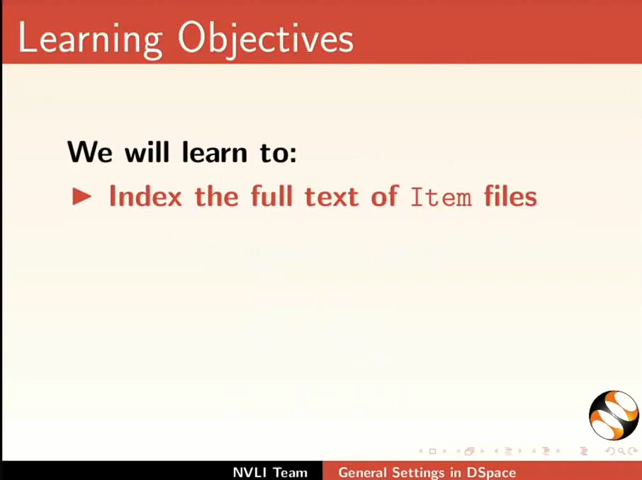 Learning Objectives
We will learn to:
▶ Index the full text of Item files
NVLI Team General Settings in DSpace